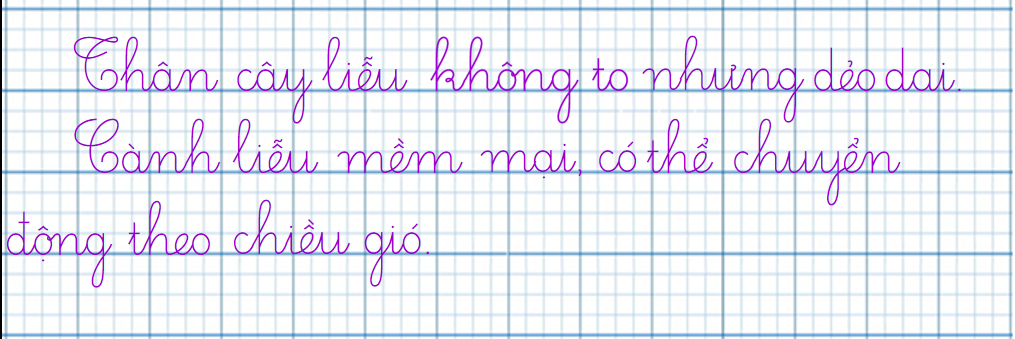 Thân cây liễu không to nhưng dẻo dai.
Cành liễu mềm mại, có thể chuyển
động theo chiều gió.